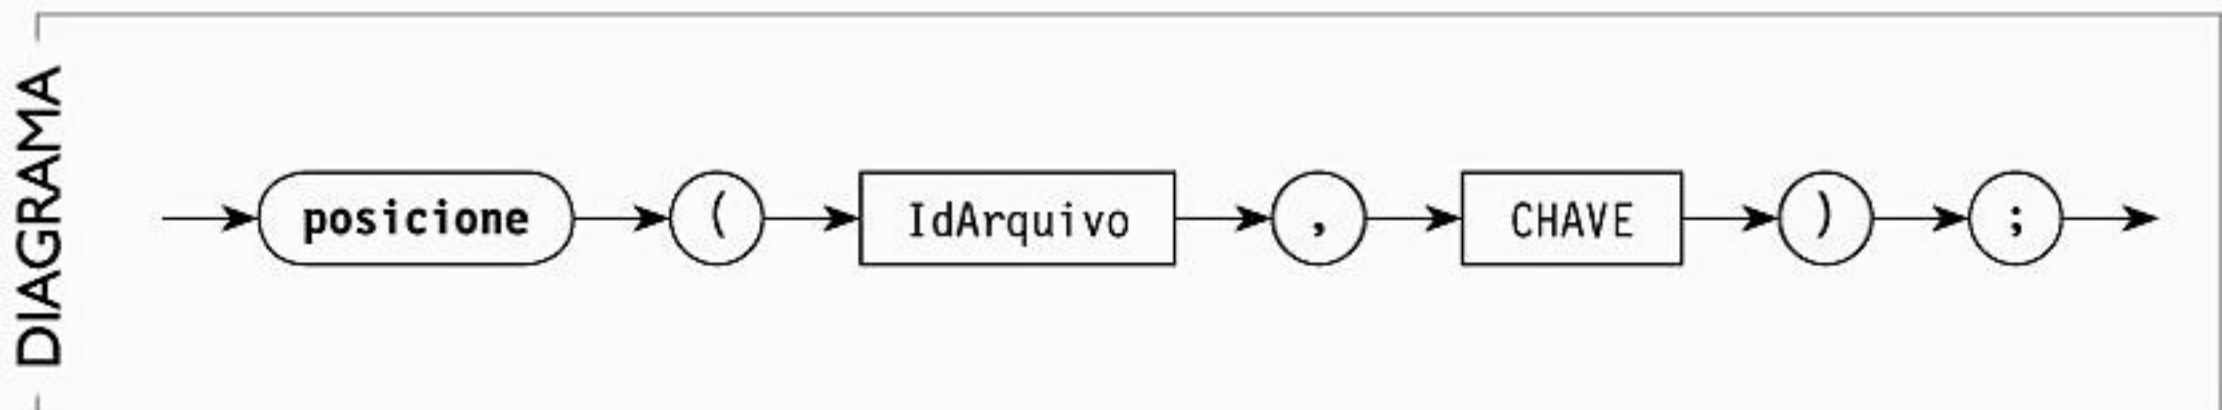 DIAGRAMA
posicione ( IdArquivo , CHAVE ) ;